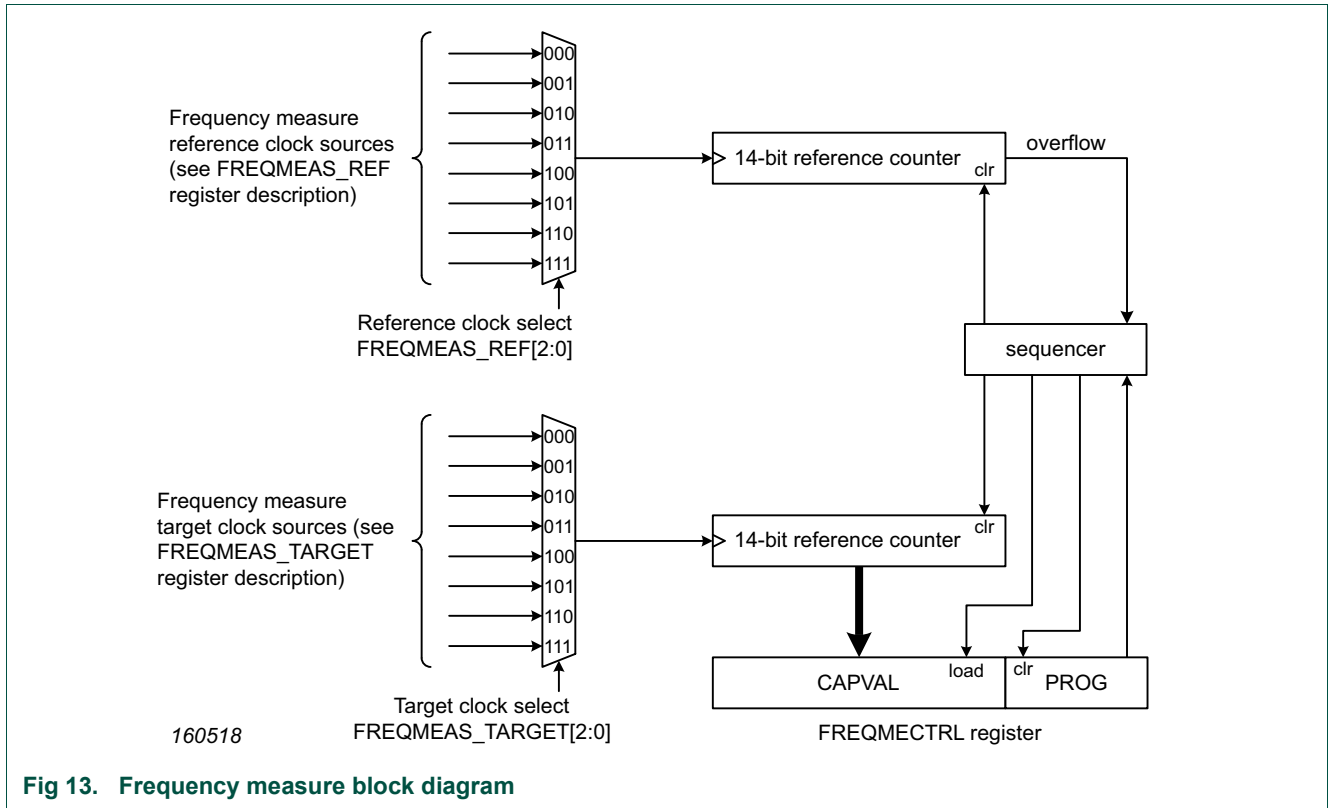 Frequency measure
reference clock sources
(see FREQMEAS_REF
register description)
000
001
010
011
100
101
110
111
Reference clock select
FREQMEAS_REF[2:0]
14-bit reference counter
clr
overflow
sequencer
Frequency measure
target clock sources (see
FREQMEAS_TARGET
register description)
000
001
010
011
100
101
110
111
Target clock select
FREQMEAS_TARGET[2:0]
14-bit reference counter
clr
CAPVAL
load
clr
PROG
FREQMECTRL register
160518
Fig 13. Frequency measure block diagram